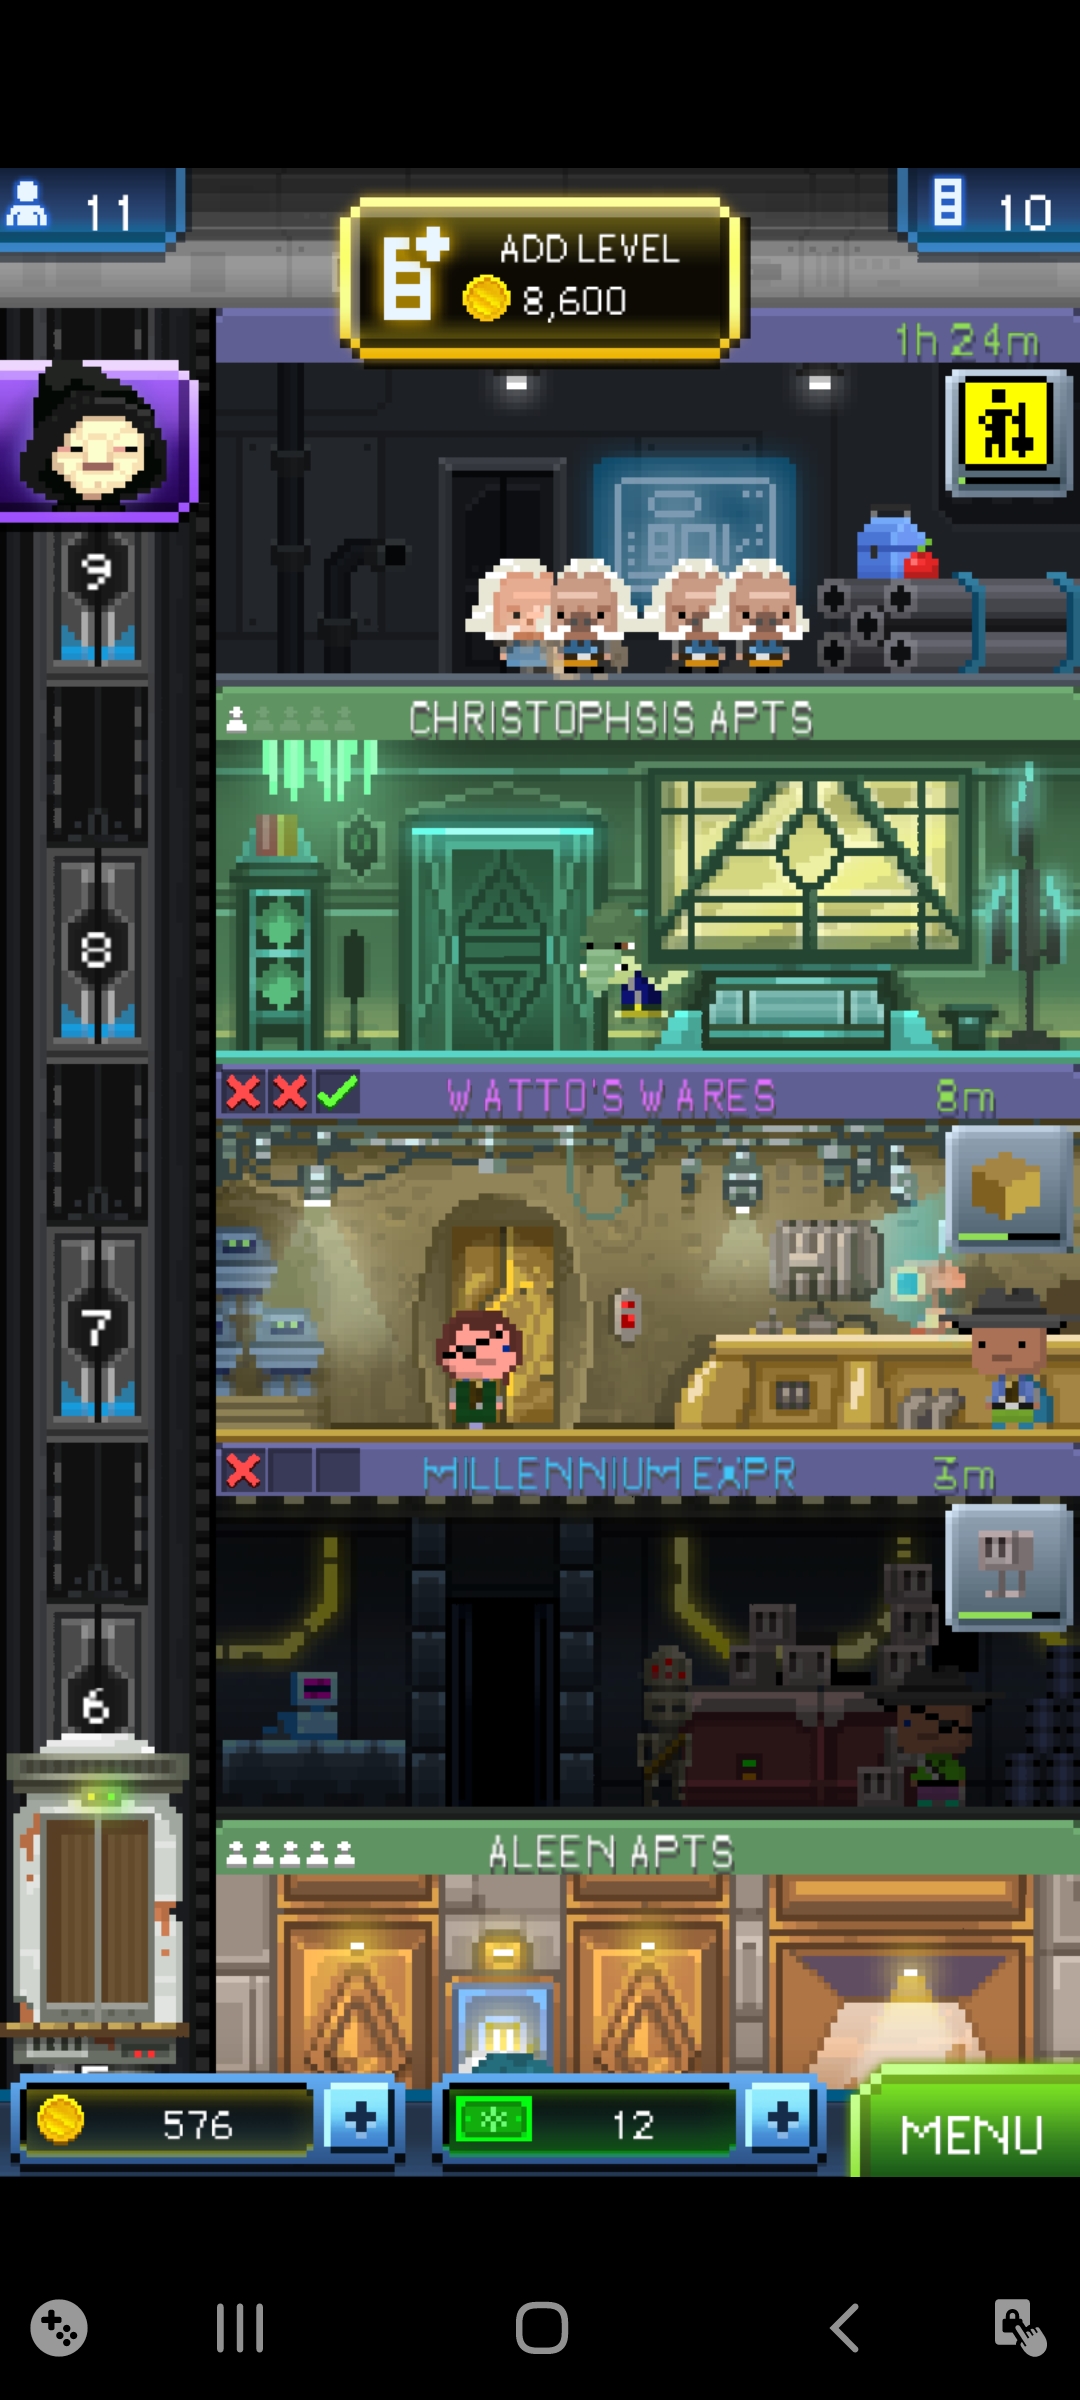 11
ADD LEVEL
8,600
10
1h 24m
9
CHRISTOPHSIS APTS
8
WATTO'S WARES
8m
7
MILLENNIUM EXPR
3m
6
ALEEN APTS
576
12
MENU